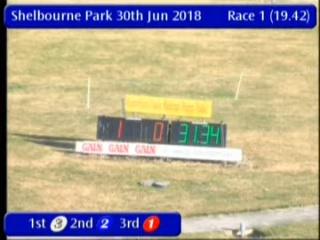 Shelbourne Park 30th Jun 2018 Race 1 (19.42)
1 0 31.34
GAIN GAIN GAIN
1st 3 2nd 2 3rd 1